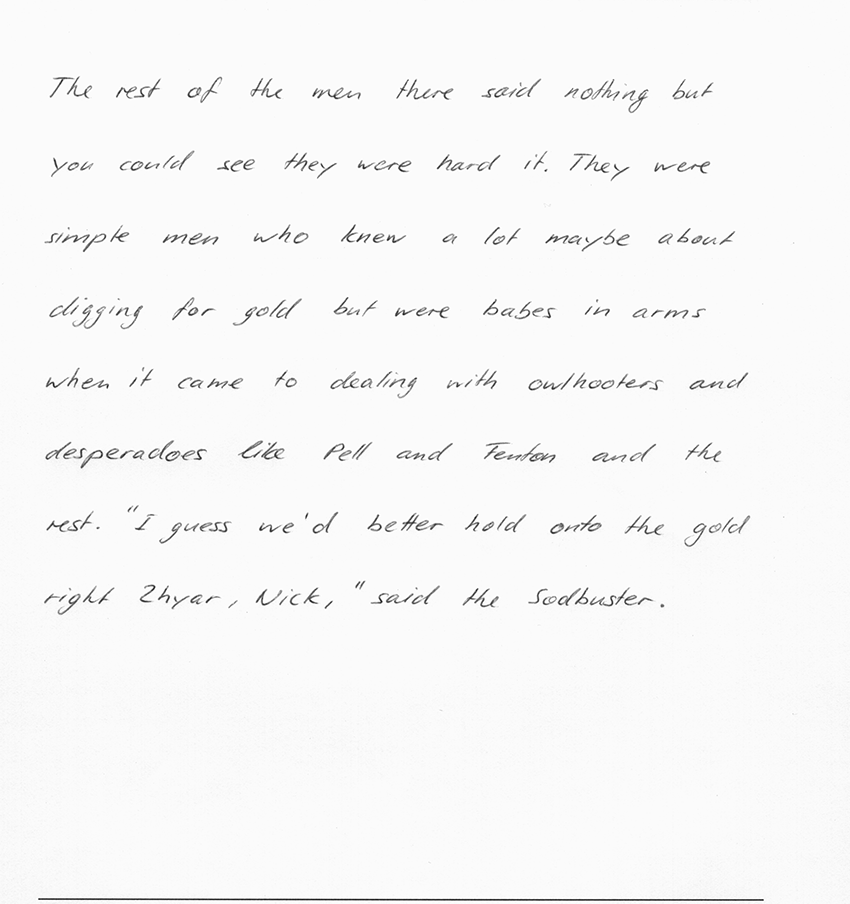 The rest of the men there said nothing but
you could see they were hard it. They were
simple men who knew a lot maybe about
digging for gold but were babes in arms
when it came to dealing with owlhooters and
desperadoes like Pell and Fenton and the
rest. "I guess we'd better hold onto the gold
right 2hyar, Nick," said the Sodbuster.